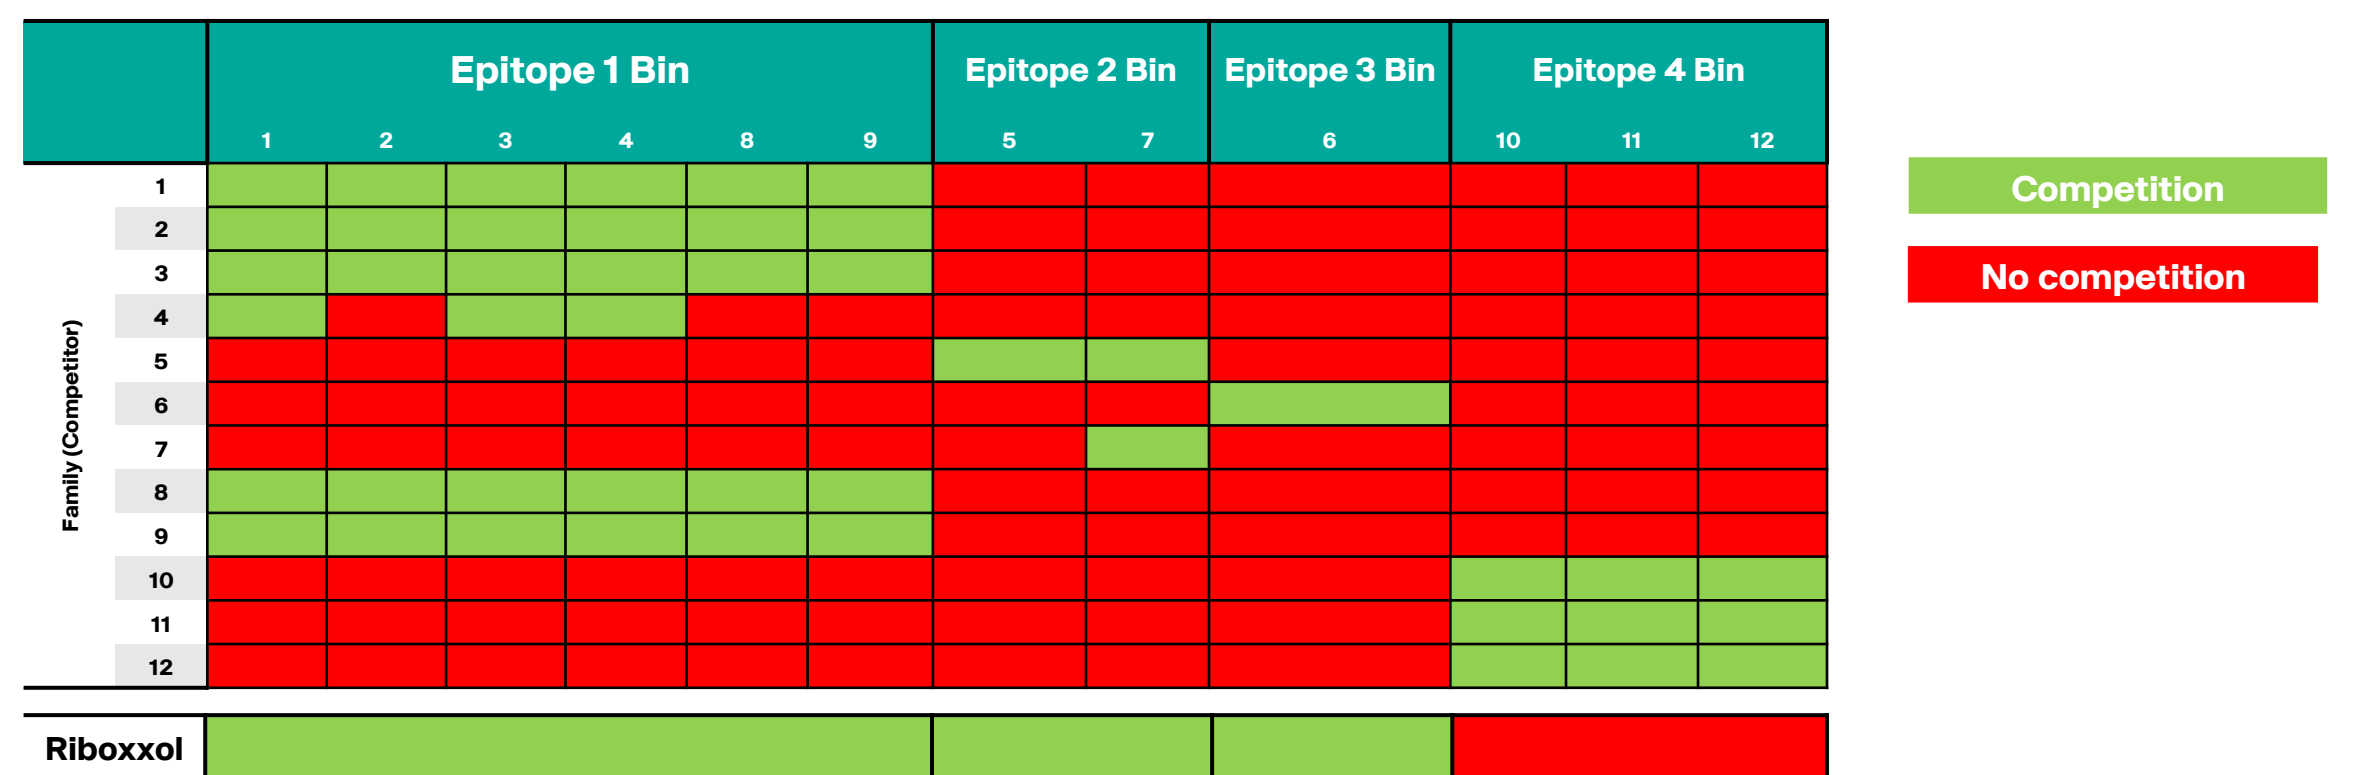 Epitope 1 Bin Epitope 2 Bin Epitope 3 Bin Epitope 4 Bin
1 2 3 4 8 9 5 7 6 10 11 12
Family (Competitor)
1
2
3
4
5
6
7
8
9
10
11
12
Riboxxol
Competition
No competition